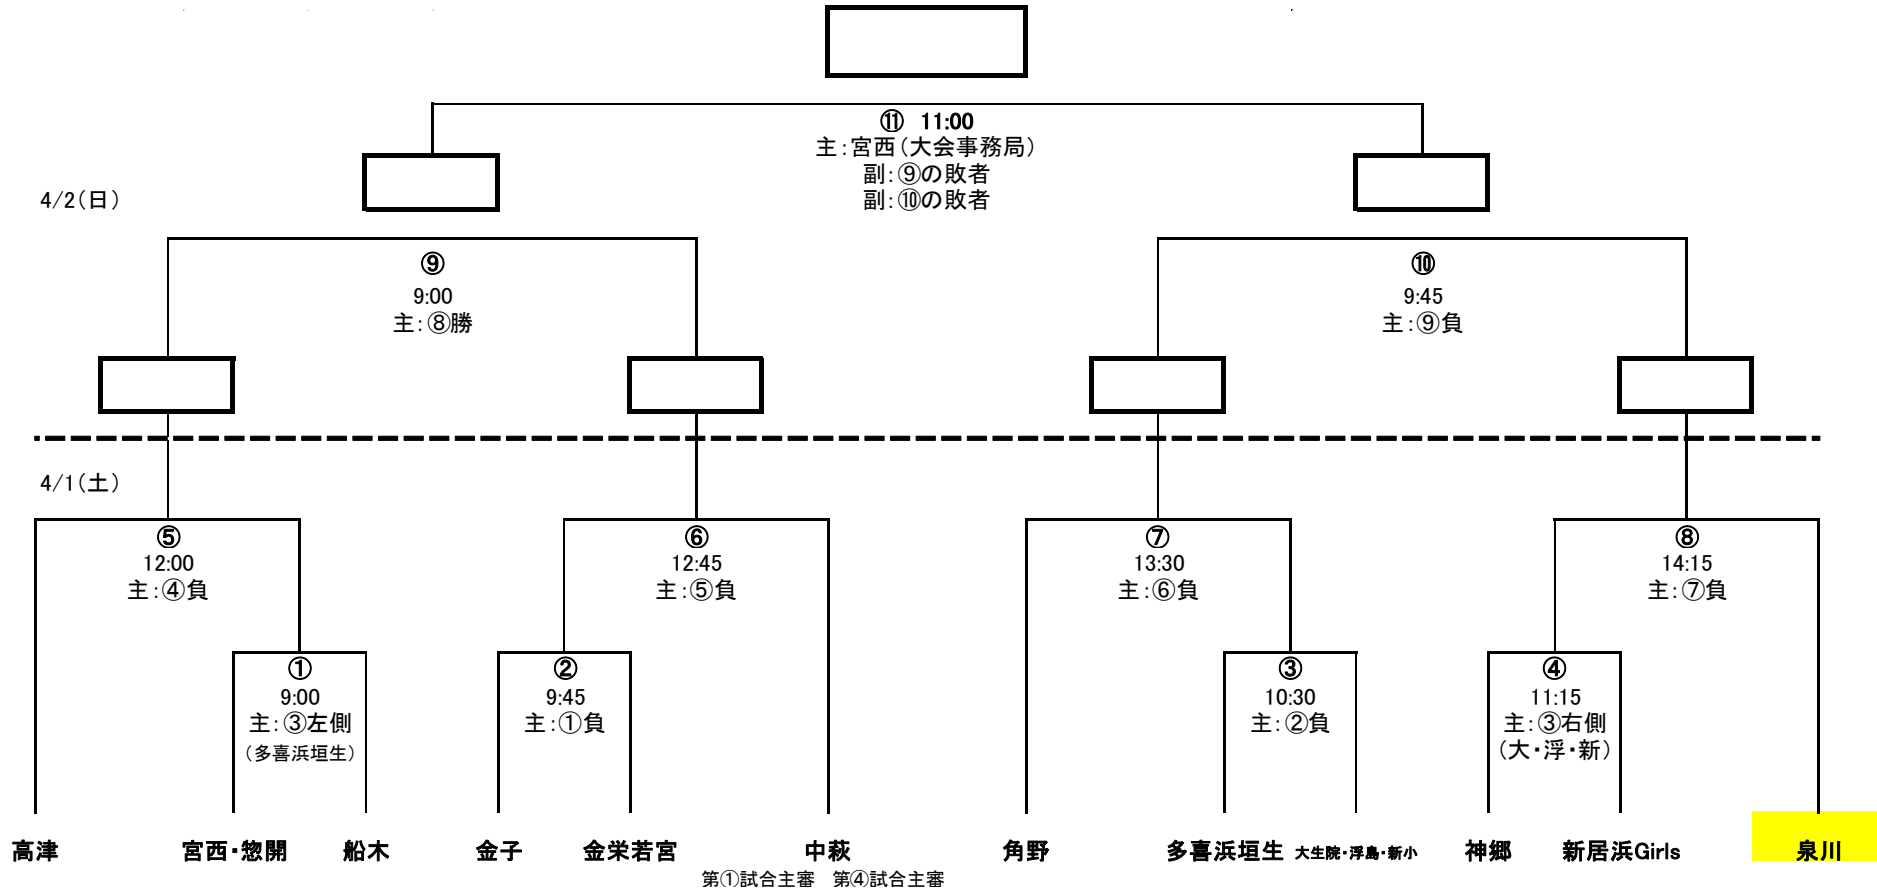 ⑪ 11:00
主：宮西（大会事務局）
副：⑨の敗者
副：⑩の敗者
4/2（日）
⑨
9:00
主：⑧勝
⑩
9:45
主：⑨負
4/1（土）
⑤
12:00
主：④負
⑥
12:45
主：⑤負
⑦
13:30
主：⑥負
⑧
14:15
主：⑦負
①
9:00
主：③左側
（多喜浜垣生）
②
9:45
主：①負
③
10:30
主：②負
④
11:15
主：③右側
（大・浮・新）
高津 宮西・惣開 船木 金子 金栄若宮 中萩 角野 多喜浜垣生 大生院・浮島・新小 神郷 新居浜Girls 泉川
第①試合主審 第④試合主審